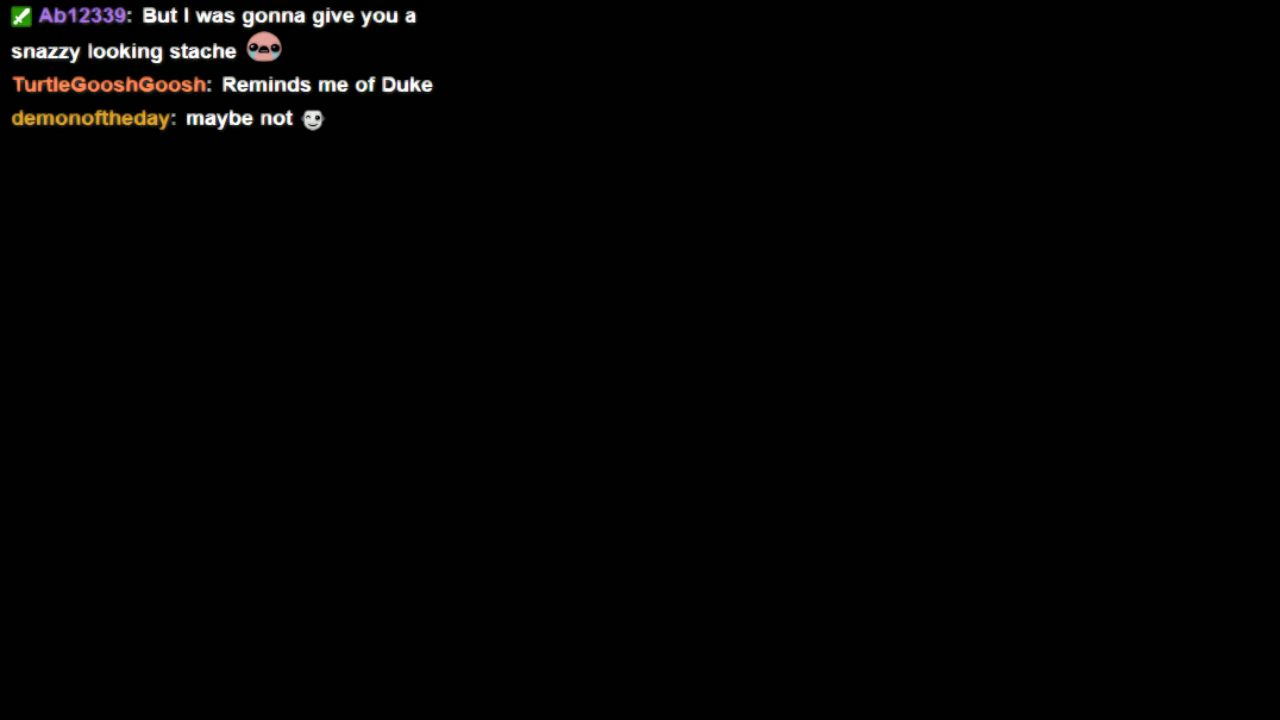 Ab12339: But I was gonna give you a
snazzy looking stache
TurtleGooshGoosh: Reminds me of Duke
demonoftheday: maybe not